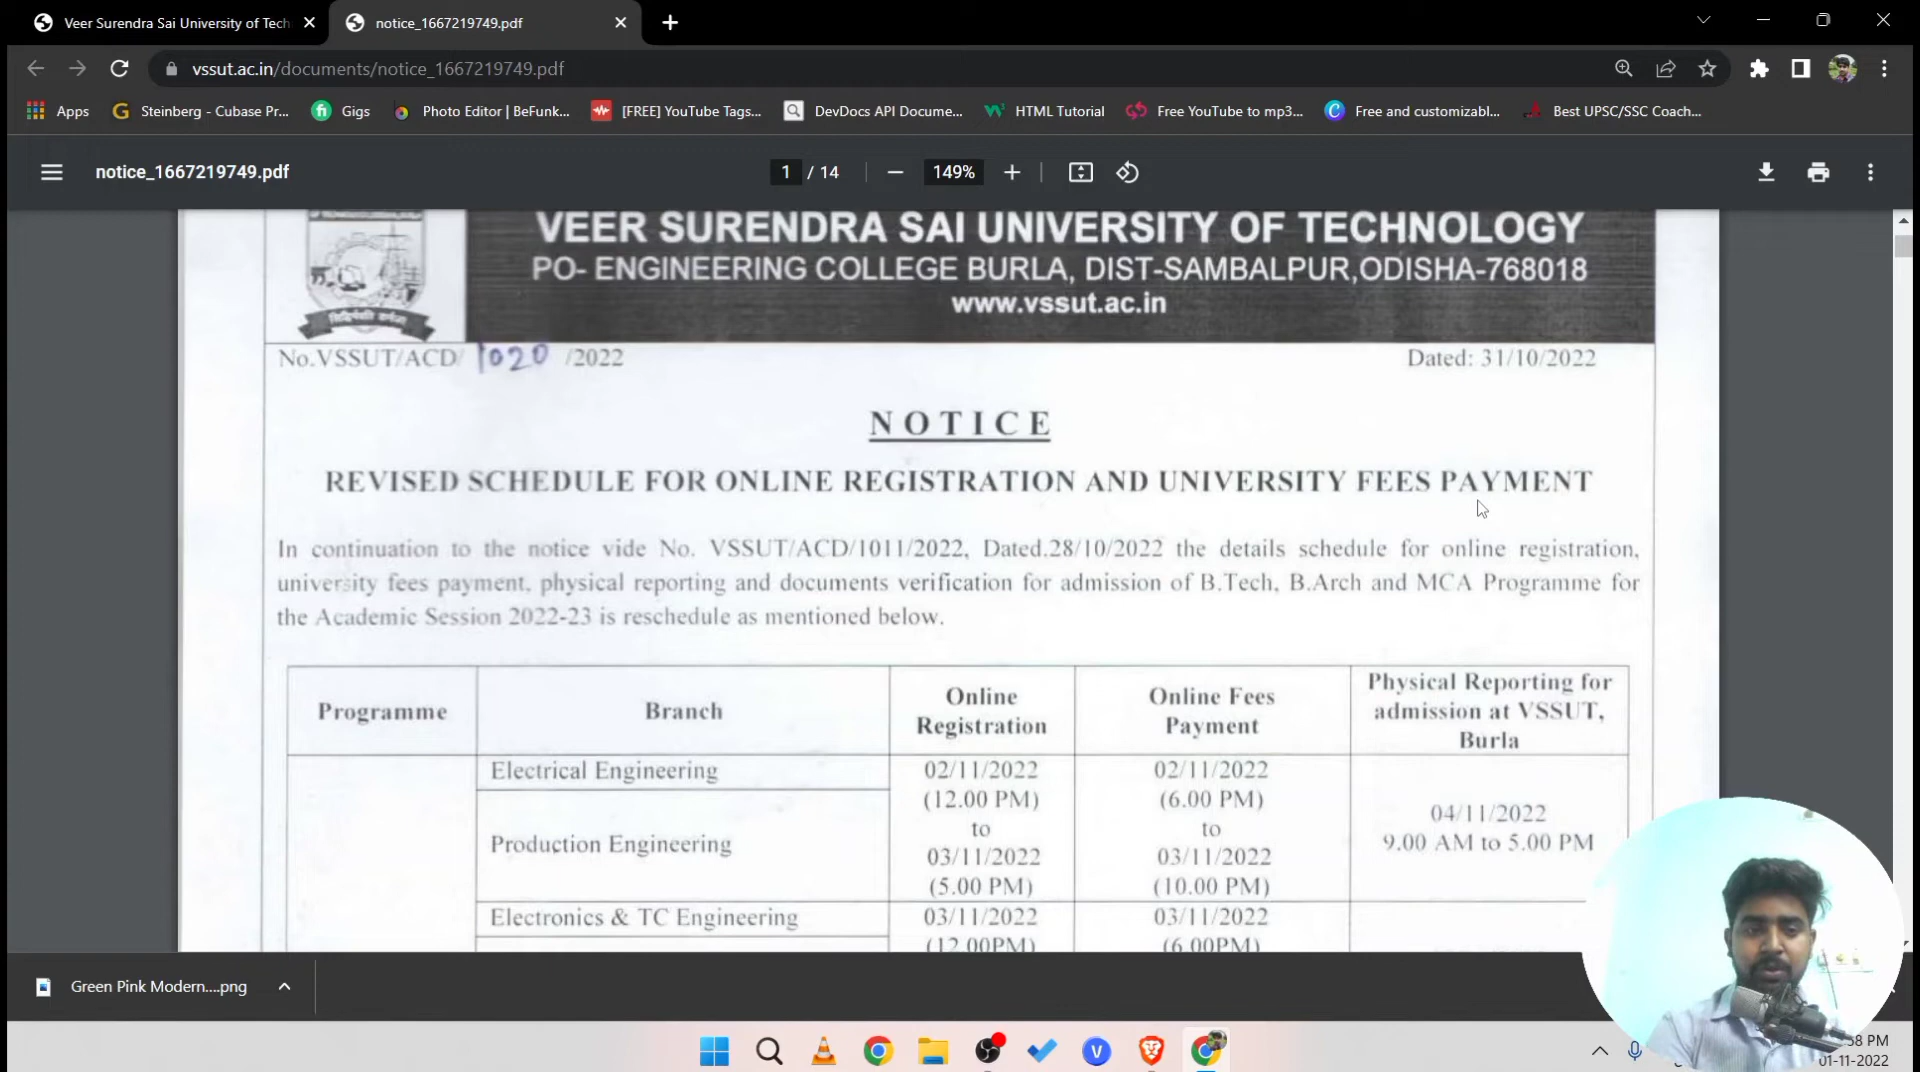 Veer Surendra Sai University of Tech
notice_1667219749.pdf
vssut.ac.in/documents/notice_1667219749.pdf
Apps
Steinberg - Cubase Pr...
Gigs
Photo Editor | BeFunk...
[FREE] YouTube Tags...
DevDocs API Docume...
HTML Tutorial
Free YouTube to mp3...
Free and customizabl...
Best UPSC/SSC Coach...
notice_1667219749.pdf
1 / 14
149%
VEER SURENDRA SAI UNIVERSITY OF TECHNOLOGY
PO- ENGINEERING COLLEGE BURLA, DIST-SAMBALPUR,ODISHA-768018
www.vssut.ac.in
No.VSSUT/ACD/ 1020 /2022
Dated: 31/10/2022
NOTICE
REVISED SCHEDULE FOR ONLINE REGISTRATION AND UNIVERSITY FEES PAYMENT
In continuation to the notice vide No. VSSUT/ACD/1011/2022, Dated.28/10/2022 the details schedule for online registration,
university fees payment, physical reporting and documents verification for admission of B.Tech, B.Arch and MCA Programme for
the Academic Session 2022-23 is reschedule as mentioned below.
Programme
Branch
Online
Registration
Online Fees
Payment
Physical Reporting for
admission at VSSUT,
Burla
Electrical Engineering
Production Engineering
02/11/2022
(12.00 PM)
to
03/11/2022
(5.00 PM)
02/11/2022
(6.00 PM)
to
03/11/2022
(10.00 PM)
04/11/2022
9.00 AM to 5.00 PM
Electronics & TC Engineering
03/11/2022
(12.00PM)
03/11/2022
(6.00PM)
Green Pink Modern....png
58 PM
01-11-2022